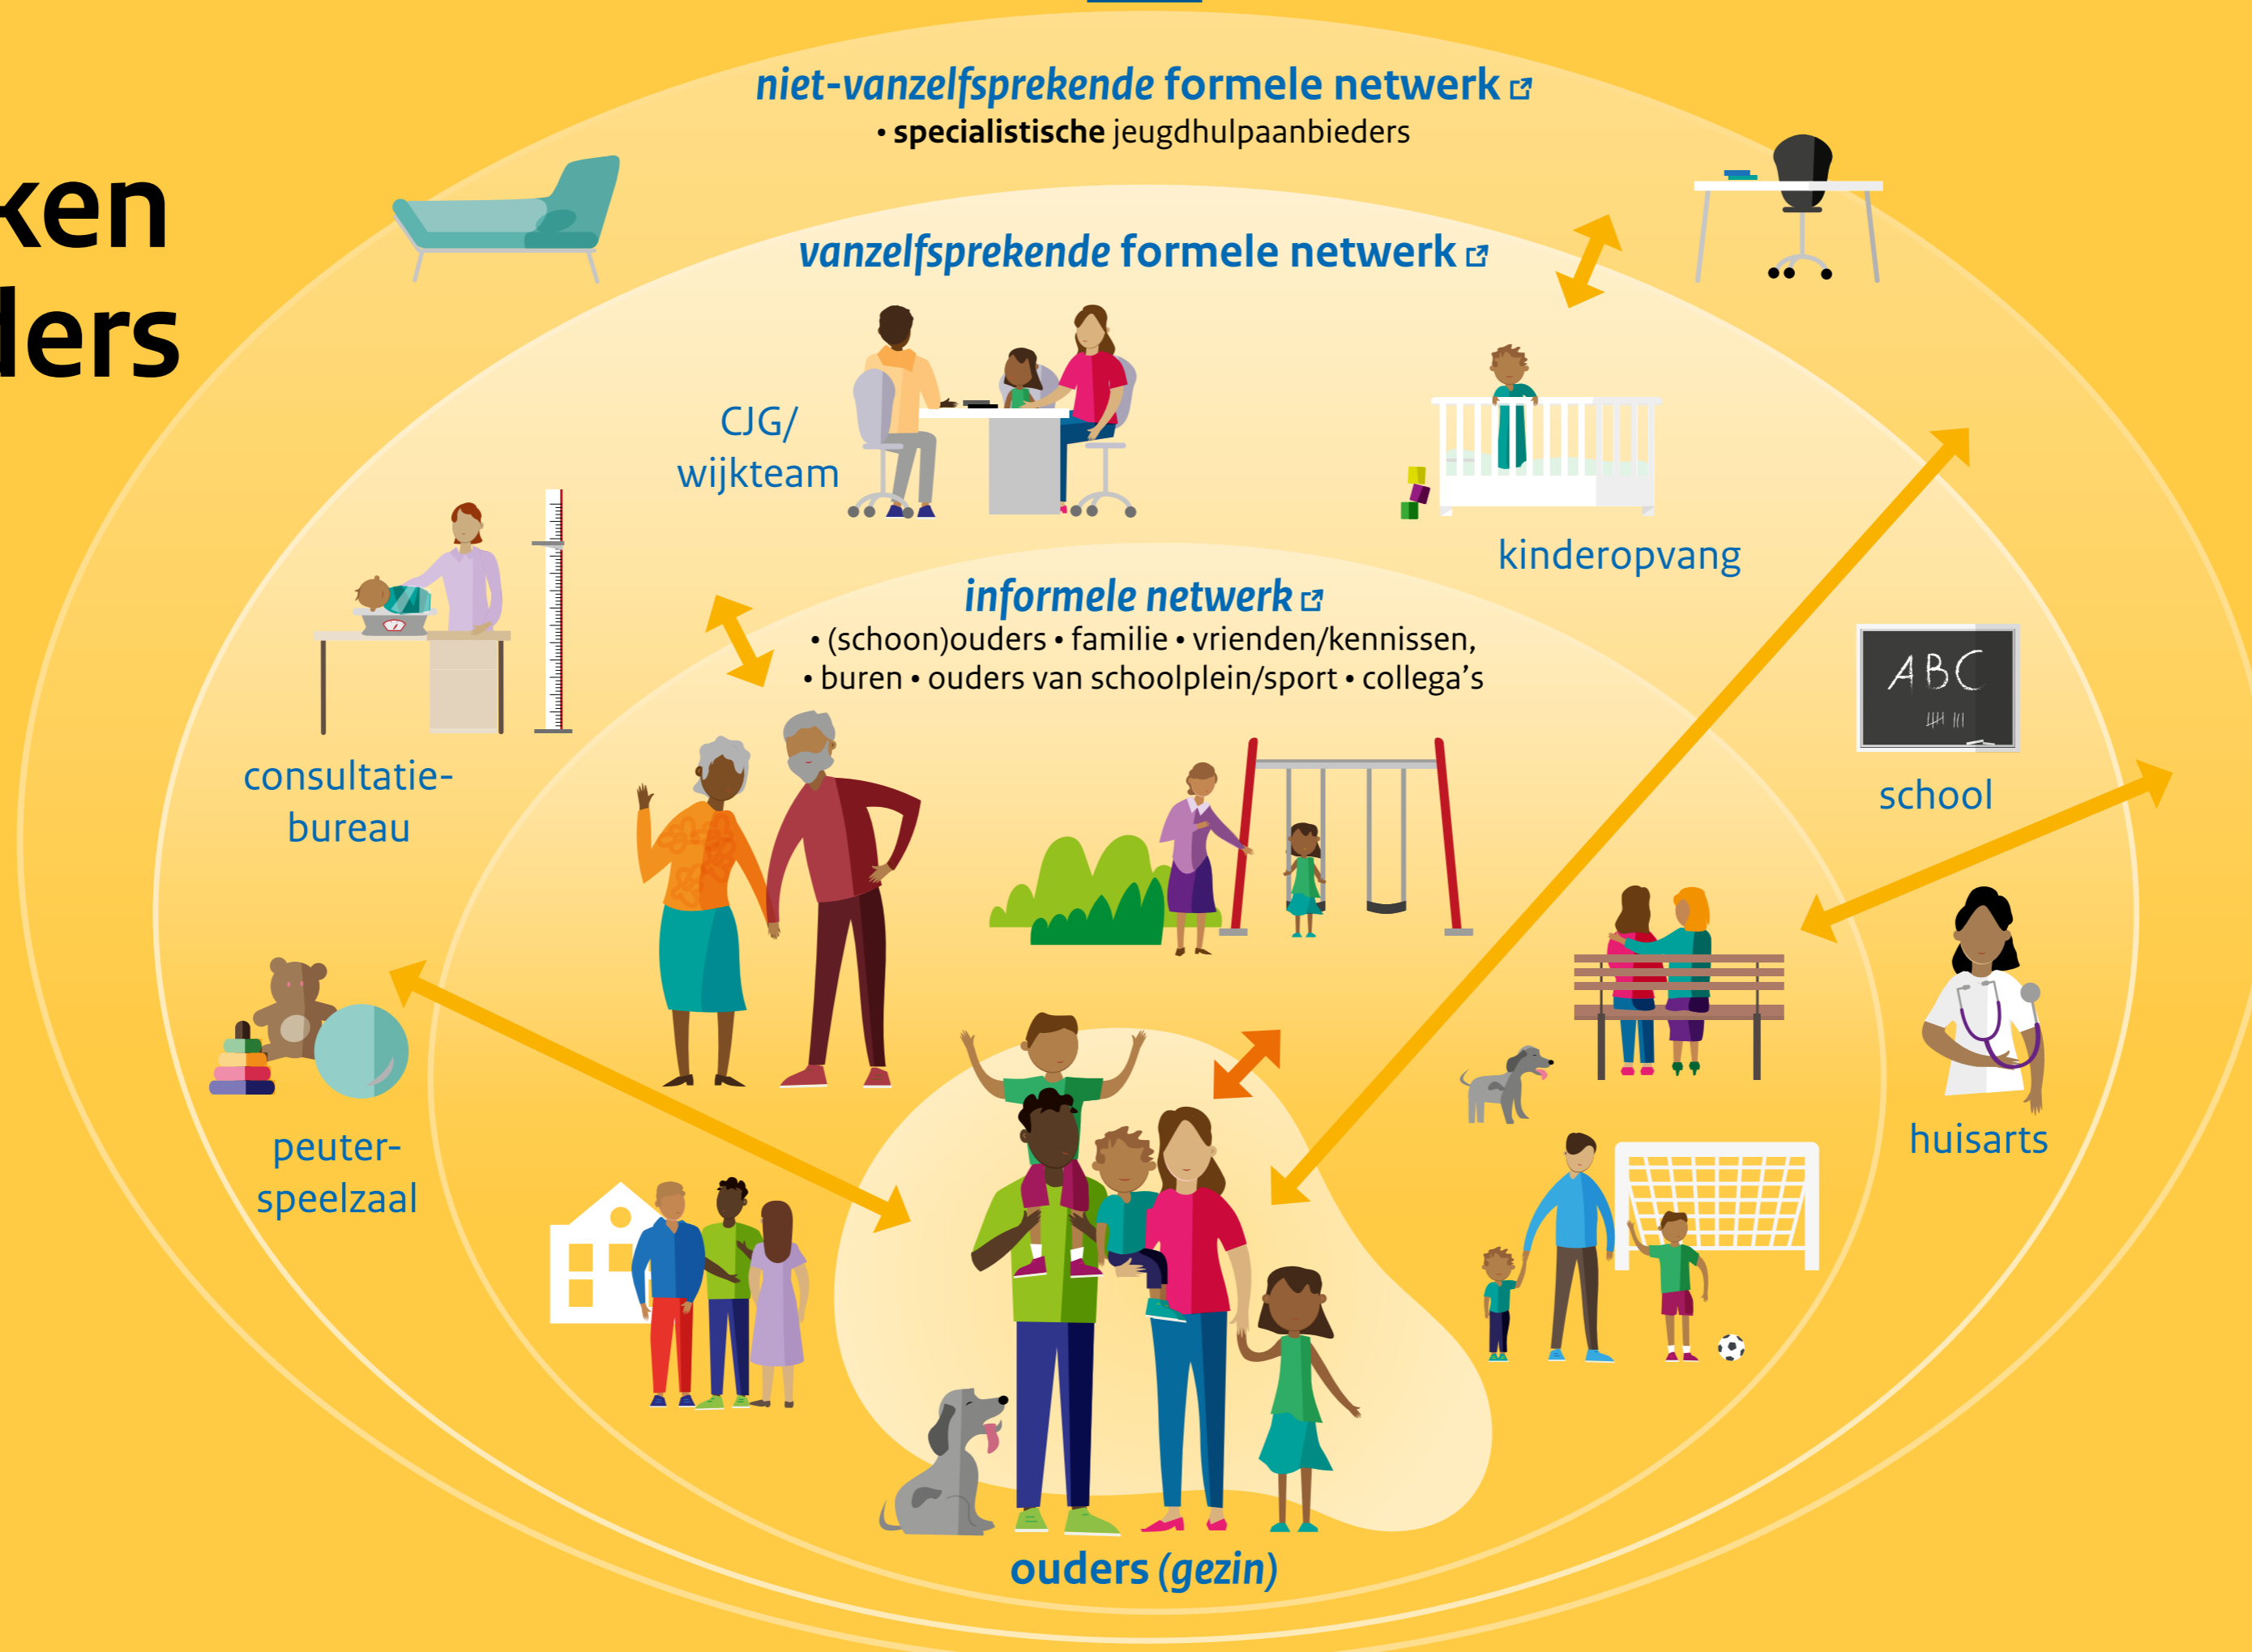 niet-vanzelfsprekende formele netwerk
• specialistische jeugdhulpaanbieders
ken
ders
vanzelfsprekende formele netwerk
CJG/
wijkteam
kinderopvang
informele netwerk
• (schoon)ouders • familie • vrienden/kennissen,
• buren • ouders van schoolplein/sport • collega's
ABC
school
consultatie-
bureau
huisarts
peuter-
speelzaal
ouders (gezin)